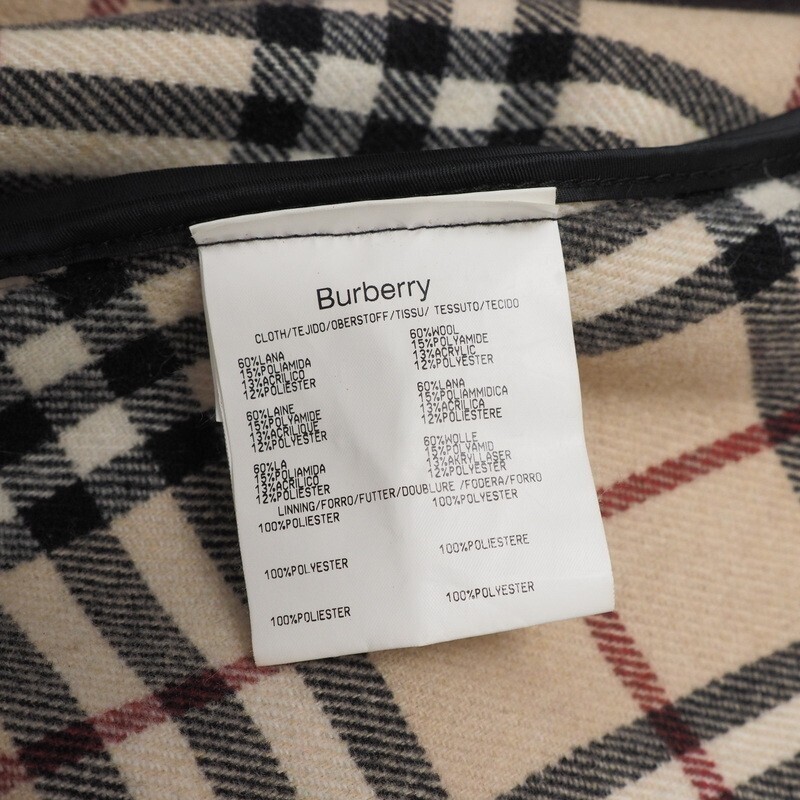 Burberry
CLOTH/TEJIDO/OBERSTOFF/TISSU/ TESSUTO/TECIDO
60%LANA
15%POLIAMIDA
13%ACRILICO
12%POLIESTER
60%WOOL
15%POLYAMIDE
13%ACRYLIC
12%POLYESTER
60%LAINE
15%POLYAMIDE
13%ACRILIQUE
12%POLYESTER
60%LANA
15%POLIAMMIDICA
13%ACRILICA
12%POLIESTERE
60%LA
15%POLIAMIDA
13%ACRILICO
12%POLIESTER
60%WOLLE
15%POLYAMID
13%AKRYLLASER
12%POLYESTER
LINNING/FORRO/FUTTER/DOUBLURE /FODERA/FORRO
100%POLIESTER
100%POLYESTER
100%POLYESTER
100%POLIESTERE
100%POLIESTER
100%POLYESTER